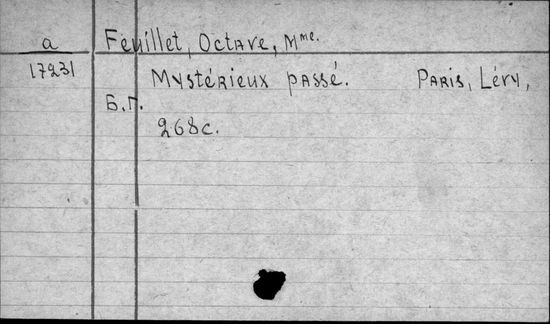 a Feuillet, Octave, Mme.
17231 Mystérieux passé. Paris, Lévy,
Б.Г.
268с.